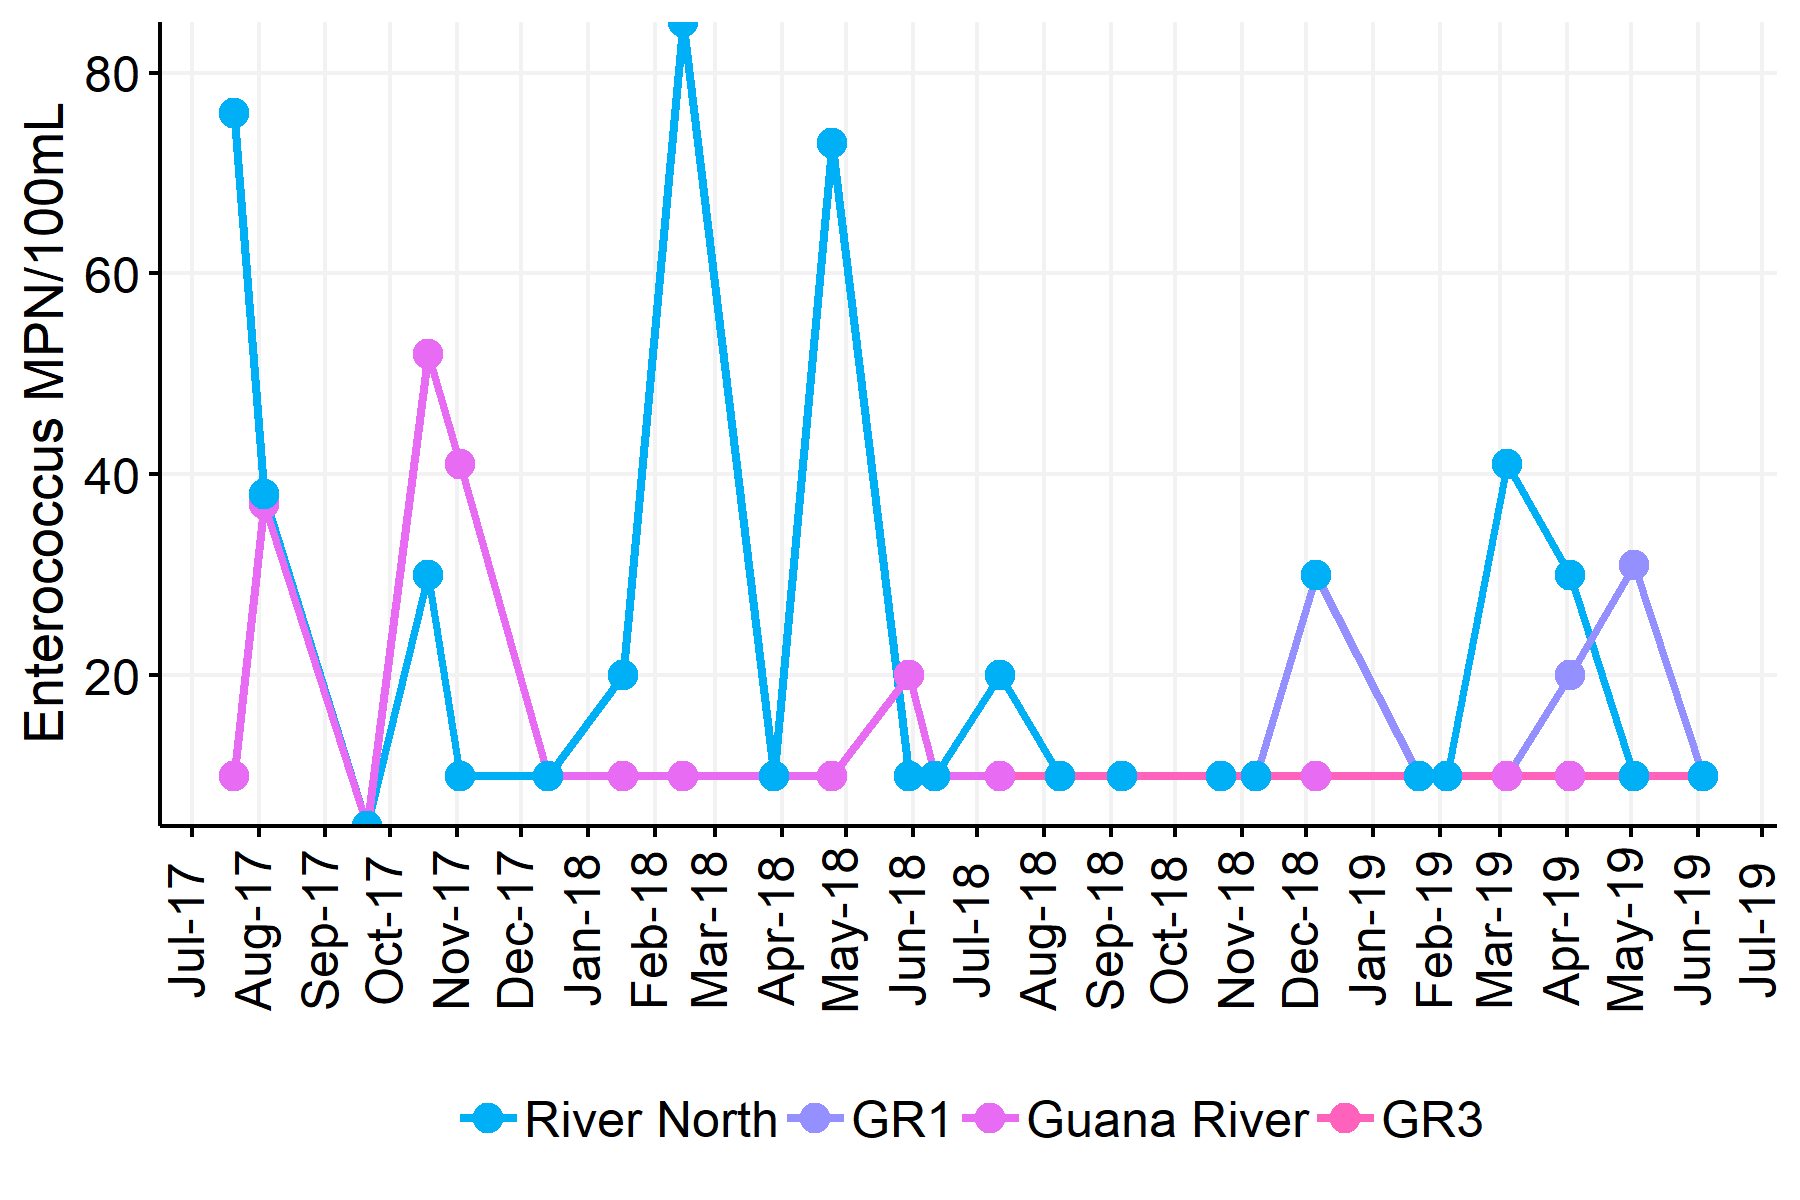 Enterococcus MPN/100mL
80
60
40
20
Jul-17
Aug-17
Sep-17
Oct-17
Nov-17
Dec-17
Jan-18
Feb-18
Mar-18
Apr-18
May-18
Jun-18
Jul-18
Aug-18
Sep-18
Oct-18
Nov-18
Dec-18
Jan-19
Feb-19
Mar-19
Apr-19
May-19
Jun-19
Jul-19
River North GR1 Guana River GR3